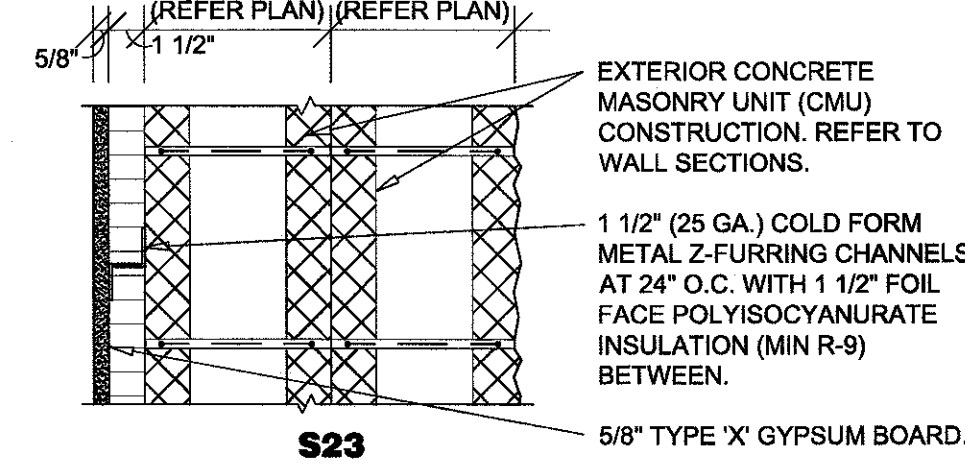 (REFER PLAN) (REFER PLAN)
5/8" 1 1/2"
EXTERIOR CONCRETE
MASONRY UNIT (CMU)
CONSTRUCTION. REFER TO
WALL SECTIONS.
1 1/2" (25 GA.) COLD FORM
METAL Z-FURRING CHANNELS
AT 24" O.C. WITH 1 1/2" FOIL
FACE POLYISOCYANURATE
INSULATION (MIN R-9)
BETWEEN.
5/8" TYPE 'X' GYPSUM BOARD.
S23